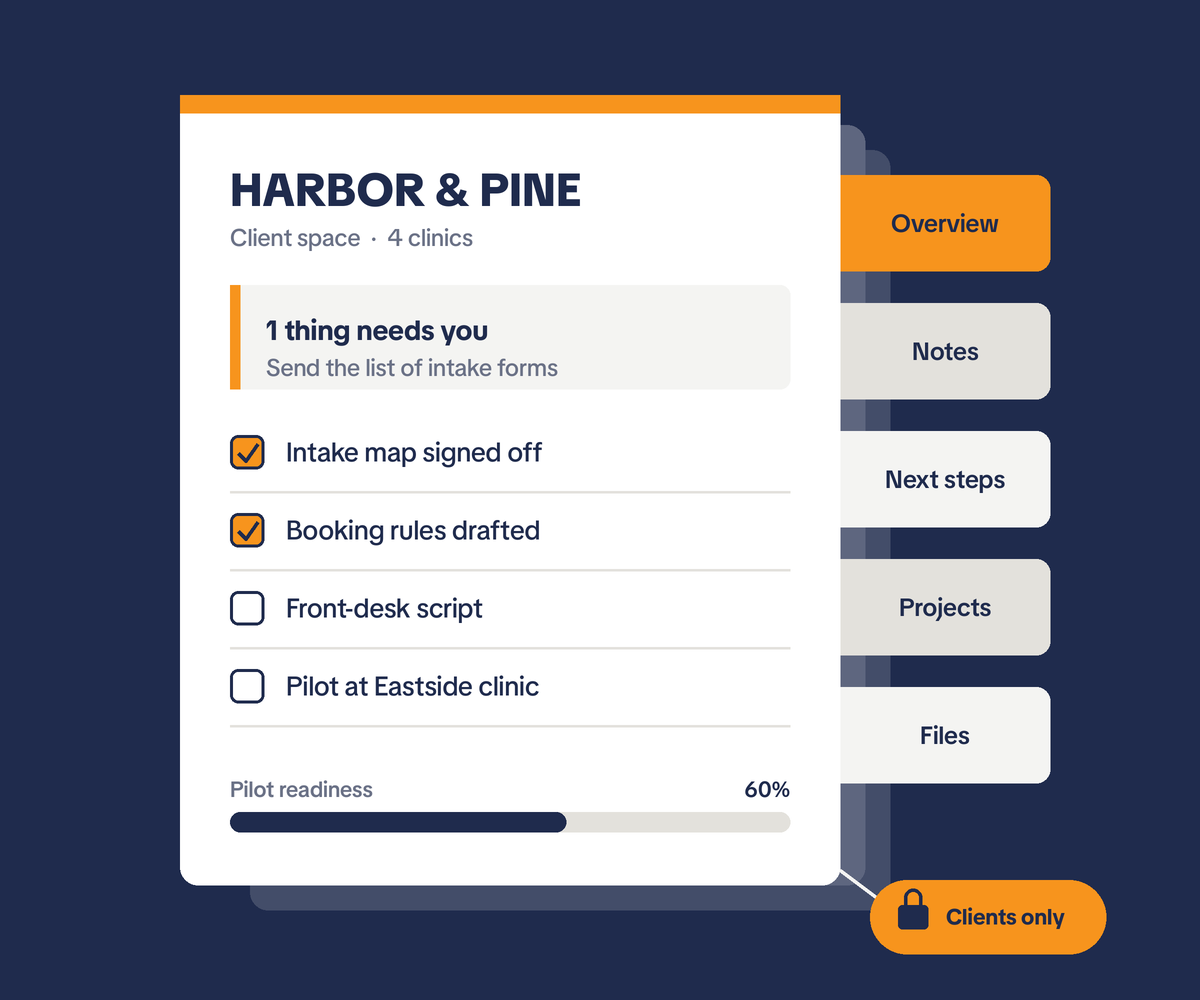 HARBOR & PINE
Client space · 4 clinics
1 thing needs you
Send the list of intake forms
Intake map signed off
Booking rules drafted
Front-desk script
Pilot at Eastside clinic
Pilot readiness 60%
Overview
Notes
Next steps
Projects
Files
Clients only